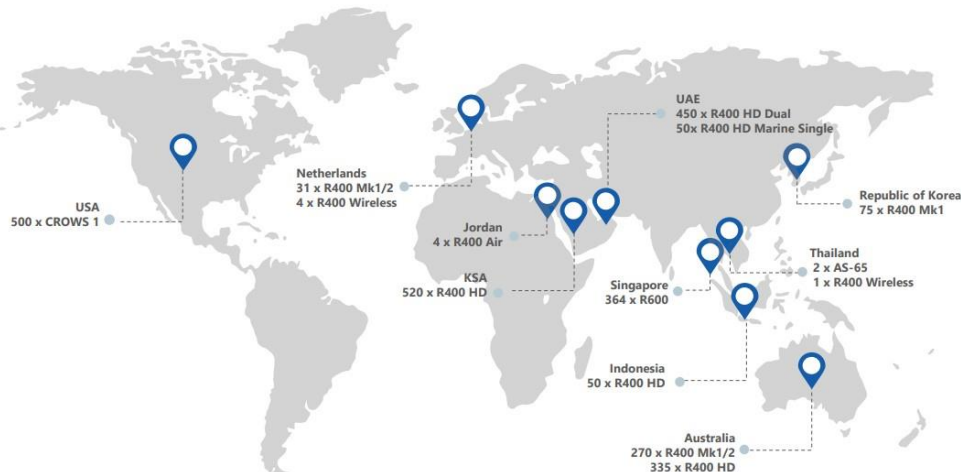 UAE
450 x R400 HD Dual
50x R400 HD Marine Single
Netherlands
31 x R400 Mk1/2
4 x R400 Wireless
Republic of Korea
75 x R400 Mk1
USA
500 x CROWS 1
Jordan
4 x R400 Air
Thailand
2 x AS-65
1 x R400 Wireless
KSA
520 x R400 HD
Singapore
364 x R600
Indonesia
50 x R400 HD
Australia
270 x R400 Mk1/2
335 x R400 HD